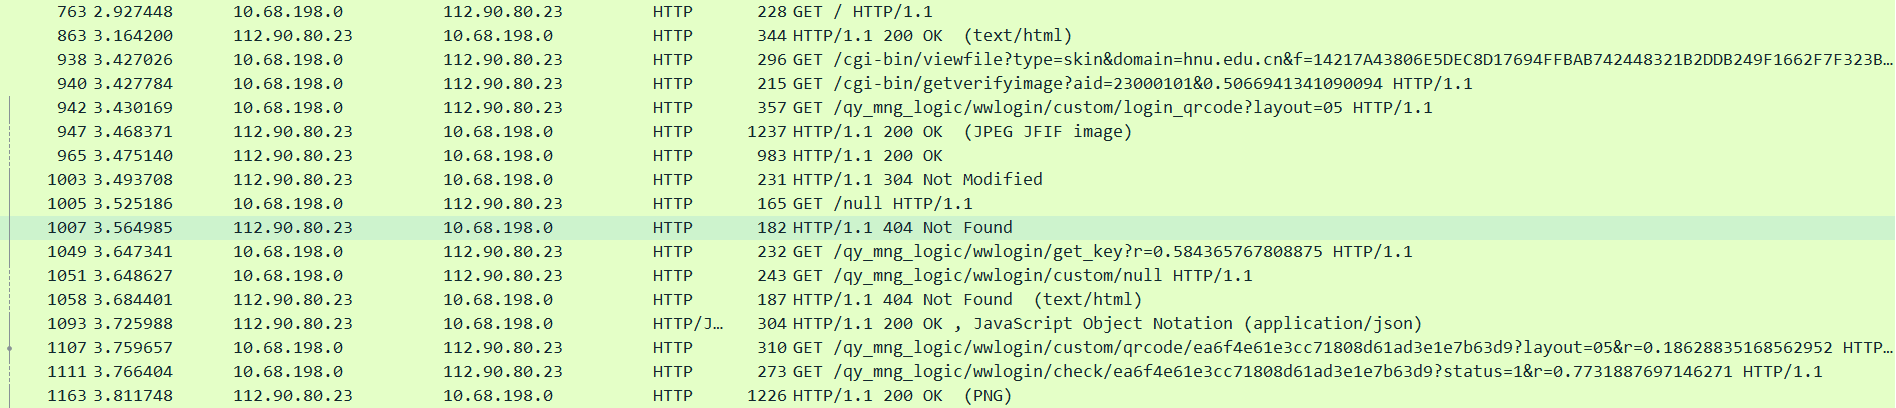 763 2.927448 10.68.198.0 112.90.80.23 HTTP 228 GET / HTTP/1.1
863 3.164200 112.90.80.23 10.68.198.0 HTTP 344 HTTP/1.1 200 OK (text/html)
938 3.427026 10.68.198.0 112.90.80.23 HTTP 296 GET /cgi-bin/viewfile?type=skin&domain=hnu.edu.cn&f=14217A43806E5DEC8D17694FFBAB742448321B2DDB249F1662F7F323B…
940 3.427784 10.68.198.0 112.90.80.23 HTTP 215 GET /cgi-bin/getverifyimage?aid=23000101&0.5066941341090094 HTTP/1.1
942 3.430169 10.68.198.0 112.90.80.23 HTTP 357 GET /qy_mng_logic/wwlogin/custom/login_qrcode?layout=05 HTTP/1.1
947 3.468371 112.90.80.23 10.68.198.0 HTTP 1237 HTTP/1.1 200 OK (JPEG JFIF image)
965 3.475140 112.90.80.23 10.68.198.0 HTTP 983 HTTP/1.1 200 OK
1003 3.493708 112.90.80.23 10.68.198.0 HTTP 231 HTTP/1.1 304 Not Modified
1005 3.525186 10.68.198.0 112.90.80.23 HTTP 165 GET /null HTTP/1.1
1007 3.564985 112.90.80.23 10.68.198.0 HTTP 182 HTTP/1.1 404 Not Found
1049 3.647341 10.68.198.0 112.90.80.23 HTTP 232 GET /qy_mng_logic/wwlogin/get_key?r=0.584365767808875 HTTP/1.1
1051 3.648627 10.68.198.0 112.90.80.23 HTTP 243 GET /qy_mng_logic/wwlogin/custom/null HTTP/1.1
1058 3.684401 112.90.80.23 10.68.198.0 HTTP 187 HTTP/1.1 404 Not Found (text/html)
1093 3.725988 112.90.80.23 10.68.198.0 HTTP/J… 304 HTTP/1.1 200 OK , JavaScript Object Notation (application/json)
1107 3.759657 10.68.198.0 112.90.80.23 HTTP 310 GET /qy_mng_logic/wwlogin/custom/qrcode/ea6f4e61e3cc71808d61ad3e1e7b63d9?layout=05&r=0.18628835168562952 HTTP…
1111 3.766404 10.68.198.0 112.90.80.23 HTTP 273 GET /qy_mng_logic/wwlogin/check/ea6f4e61e3cc71808d61ad3e1e7b63d9?status=1&r=0.7731887697146271 HTTP/1.1
1163 3.811748 112.90.80.23 10.68.198.0 HTTP 1226 HTTP/1.1 200 OK (PNG)